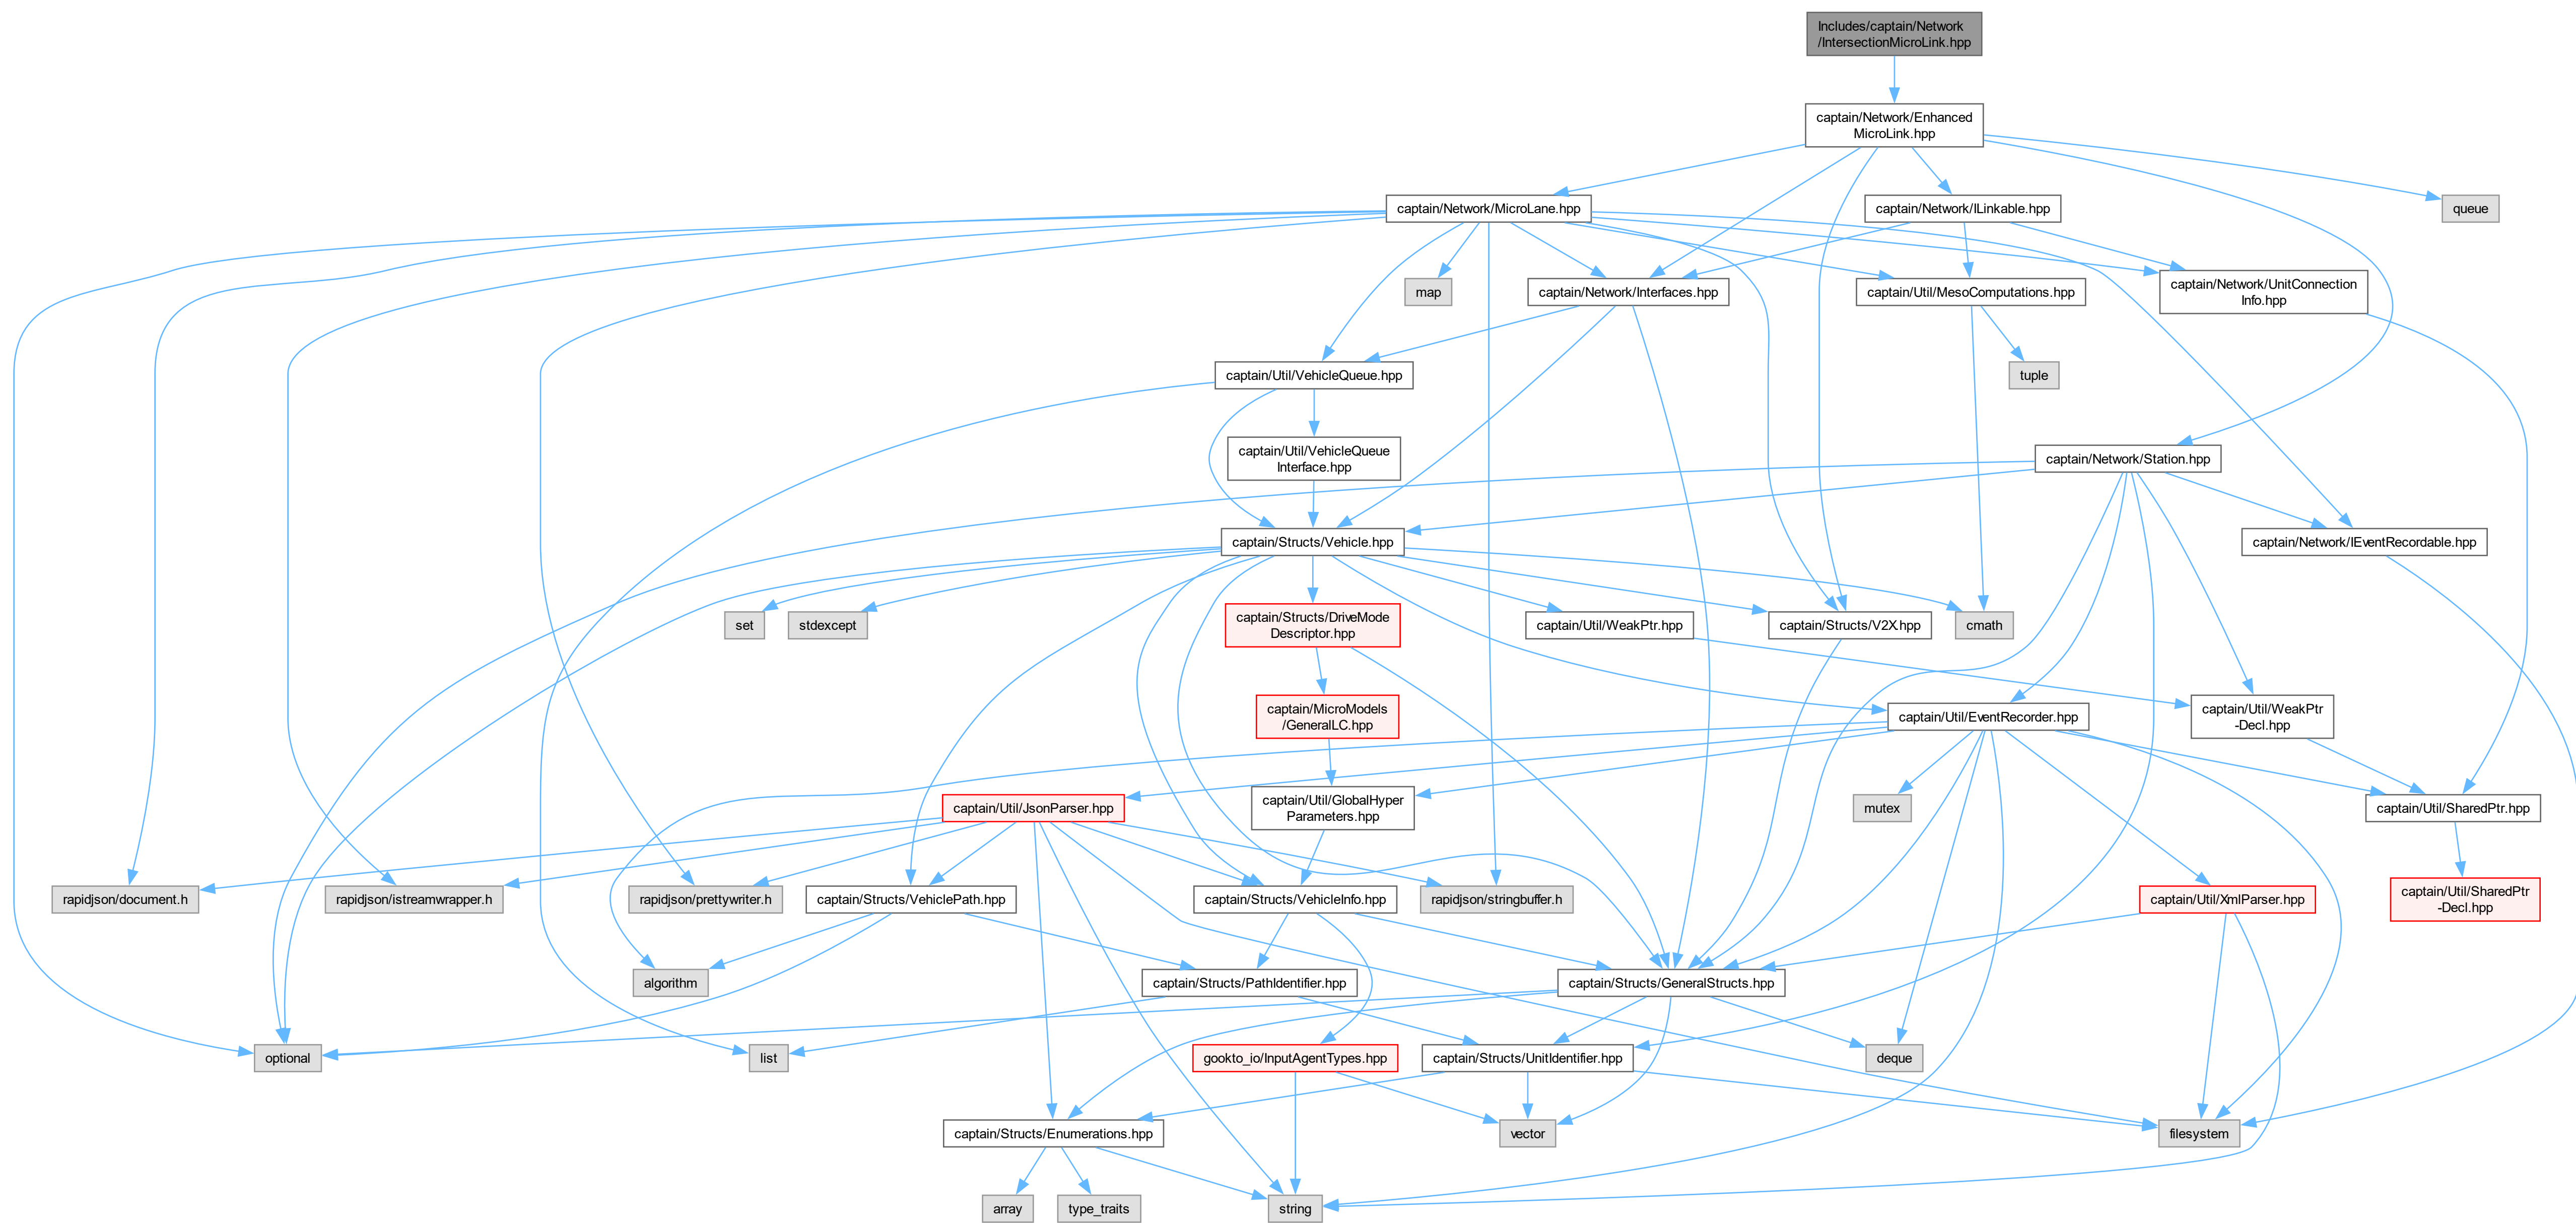 Includes/captain/Network
/IntersectionMicroLink.hpp
captain/Network/Enhanced
MicroLink.hpp
captain/Network/MicroLane.hpp
captain/Network/ILinkable.hpp
queue
map
captain/Network/Interfaces.hpp
captain/Util/MesoComputations.hpp
captain/Network/UnitConnection
Info.hpp
captain/Util/VehicleQueue.hpp
tuple
captain/Util/VehicleQueue
Interface.hpp
captain/Network/Station.hpp
captain/Structs/Vehicle.hpp
captain/Network/IEventRecordable.hpp
set
stdexcept
captain/Structs/DriveMode
Descriptor.hpp
captain/Util/WeakPtr.hpp
captain/Structs/V2X.hpp
cmath
captain/MicroModels
/GeneralLC.hpp
captain/Util/EventRecorder.hpp
captain/Util/WeakPtr
-Decl.hpp
captain/Util/JsonParser.hpp
captain/Util/GlobalHyper
Parameters.hpp
mutex
captain/Util/SharedPtr.hpp
rapidjson/document.h
rapidjson/istreamwrapper.h
rapidjson/prettywriter.h
captain/Structs/VehiclePath.hpp
captain/Structs/VehicleInfo.hpp
rapidjson/stringbuffer.h
captain/Util/XmlParser.hpp
captain/Util/SharedPtr
-Decl.hpp
algorithm
captain/Structs/PathIdentifier.hpp
captain/Structs/GeneralStructs.hpp
optional
list
gookto_io/InputAgentTypes.hpp
captain/Structs/UnitIdentifier.hpp
deque
captain/Structs/Enumerations.hpp
vector
filesystem
array
type_traits
string